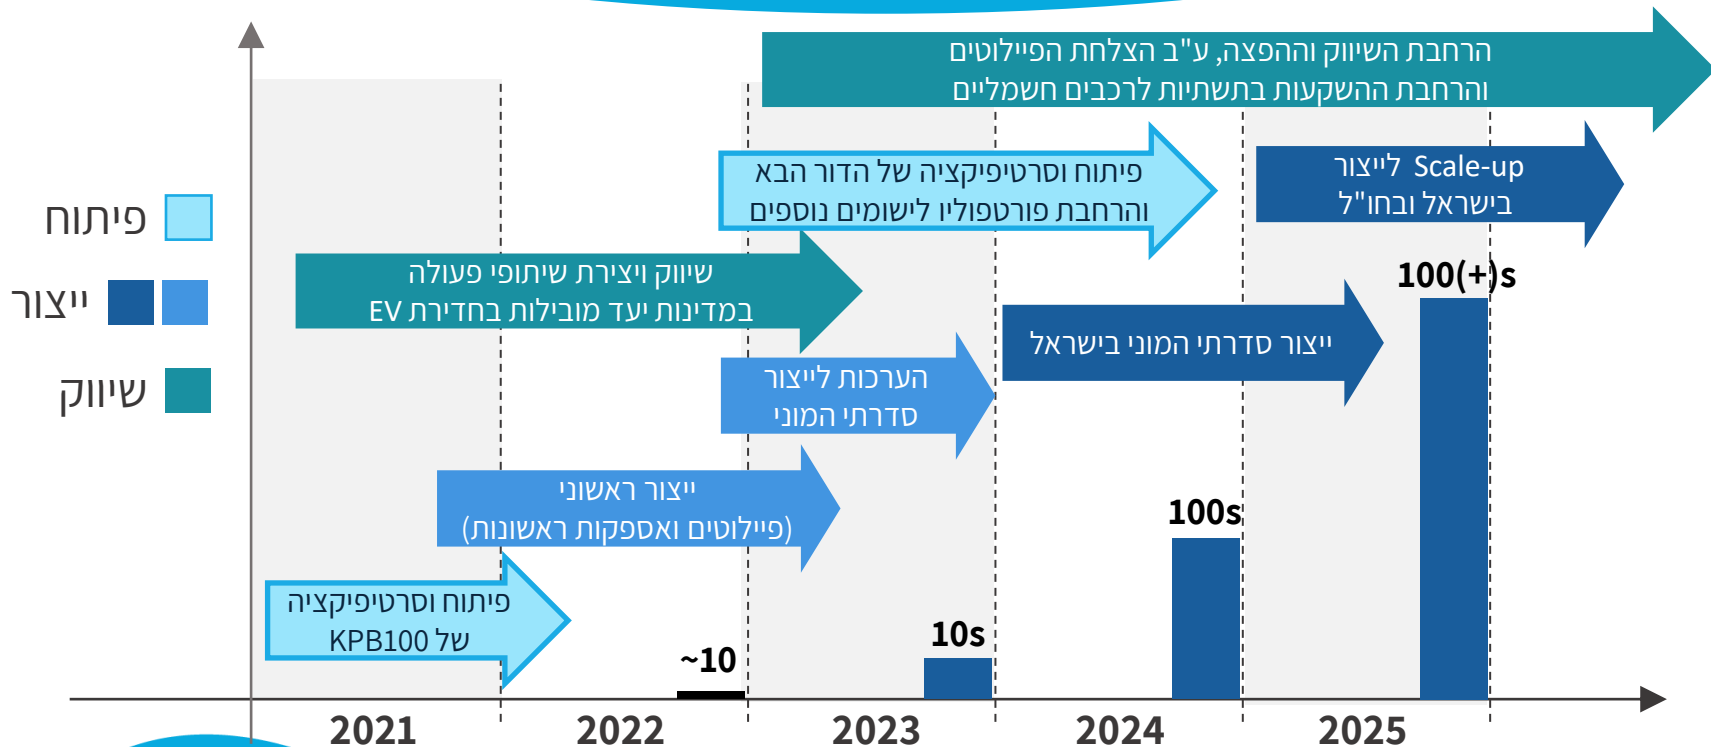 הרחבת השיווק וההפצה, ע"ב הצלחת הפיילוטים
והרחבת ההשקעות בתשתיות לרכבים חשמליים
פיתוח וסרטיפיקציה של הדור הבא
והרחבת פורטפוליו לישומים נוספים
Scale-up לייצור
בישראל ובחו"ל
פיתוח
ייצור
שיווק
שיווק ויצירת שיתופי פעולה
במדינות יעד מובילות בחדירת EV
100(+)s
ייצור סדרתי המוני בישראל
הערכות לייצור
סדרתי המוני
ייצור ראשוני
(פיילוטים ואספקות ראשונות)
100s
פיתוח וסרטיפיקציה
של KPB100
~10
10s
2021
2022
2023
2024
2025